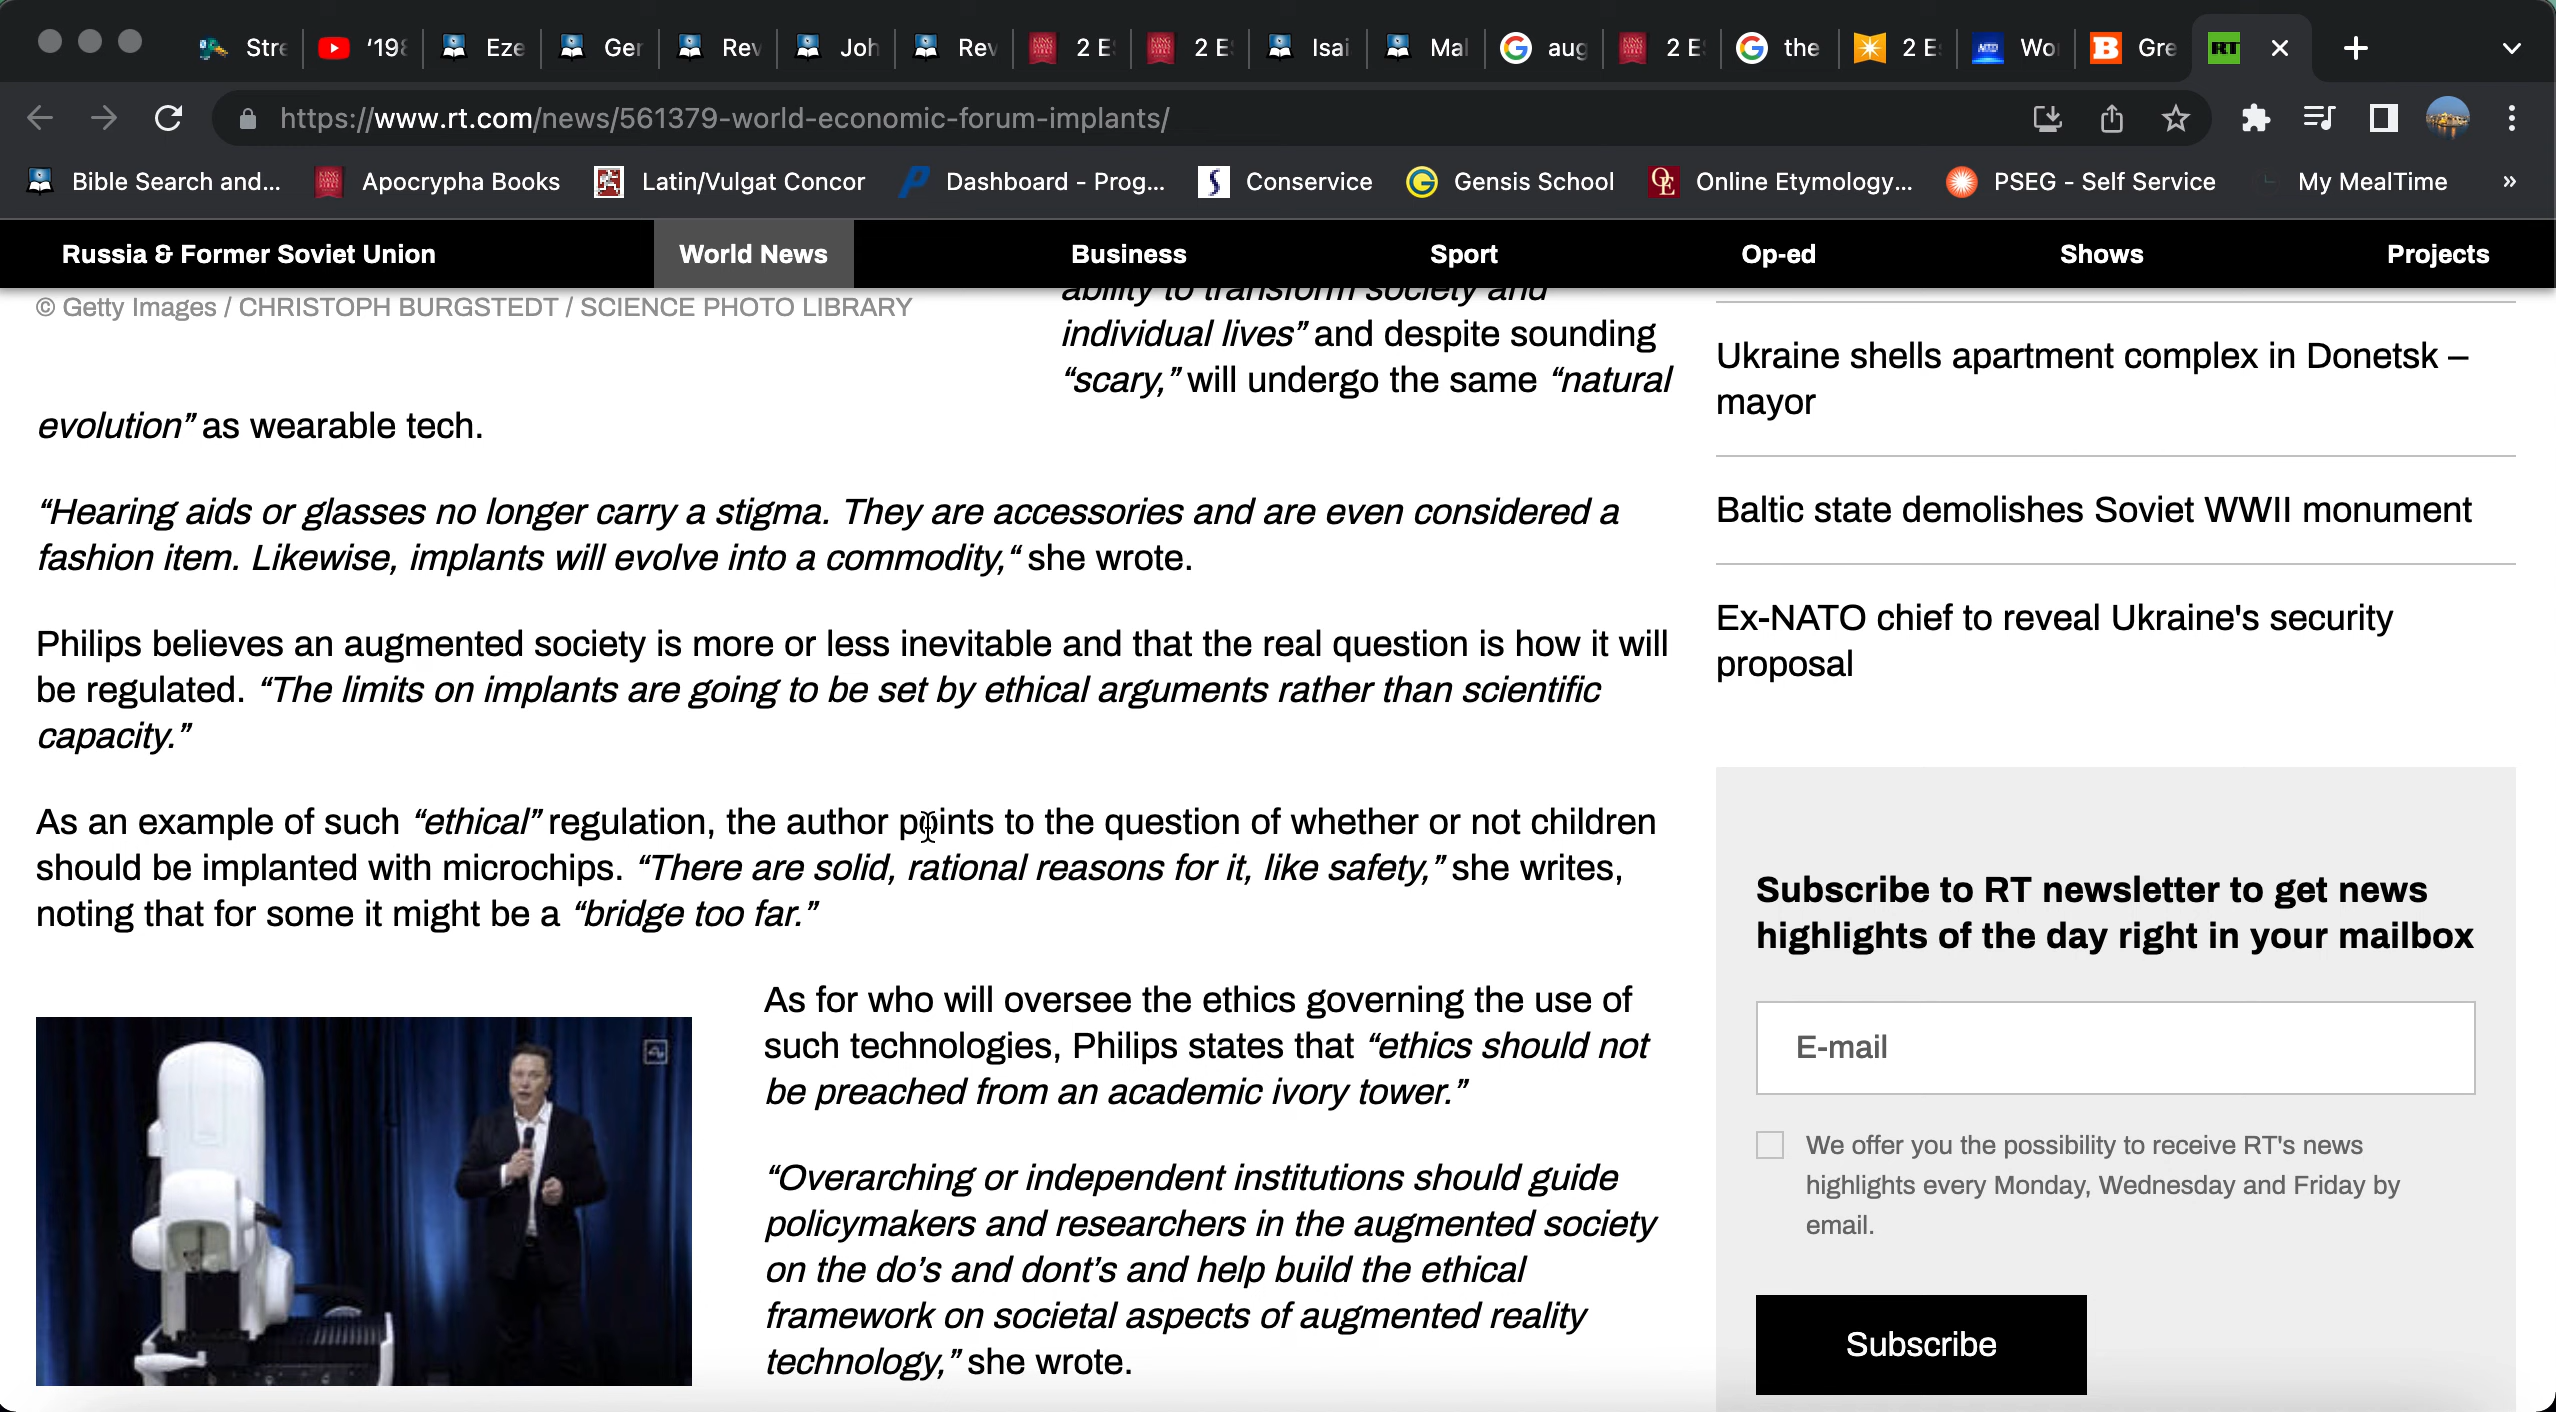 Stre
'198
Eze
Ger
Rev
Joh
Rev
2 E
2 E
Isai
Mal
aug
2 E
the
2 E
NTD
Wo
B
Gre
RT
https://www.rt.com/news/561379-world-economic-forum-implants/
Bible Search and...
Apocrypha Books
Latin/Vulgat Concor
Dashboard - Prog...
Conservice
Gensis School
Online Etymology...
PSEG - Self Service
My MealTime
»
Russia & Former Soviet Union
World News
Business
Sport
Op-ed
Shows
Projects
© Getty Images / CHRISTOPH BURGSTEDT / SCIENCE PHOTO LIBRARY
ability to transform society and
individual lives” and despite sounding
“scary,” will undergo the same “natural
evolution” as wearable tech.
“Hearing aids or glasses no longer carry a stigma. They are accessories and are even considered a
fashion item. Likewise, implants will evolve into a commodity,“ she wrote.
Philips believes an augmented society is more or less inevitable and that the real question is how it will
be regulated. “The limits on implants are going to be set by ethical arguments rather than scientific
capacity.”
As an example of such “ethical” regulation, the author points to the question of whether or not children
should be implanted with microchips. “There are solid, rational reasons for it, like safety,” she writes,
noting that for some it might be a “bridge too far.”
As for who will oversee the ethics governing the use of
such technologies, Philips states that “ethics should not
be preached from an academic ivory tower.”
“Overarching or independent institutions should guide
policymakers and researchers in the augmented society
on the do’s and dont’s and help build the ethical
framework on societal aspects of augmented reality
technology,” she wrote.
Ukraine shells apartment complex in Donetsk –
mayor
Baltic state demolishes Soviet WWII monument
Ex-NATO chief to reveal Ukraine's security
proposal
Subscribe to RT newsletter to get news
highlights of the day right in your mailbox
E-mail
We offer you the possibility to receive RT's news
highlights every Monday, Wednesday and Friday by
email.
Subscribe